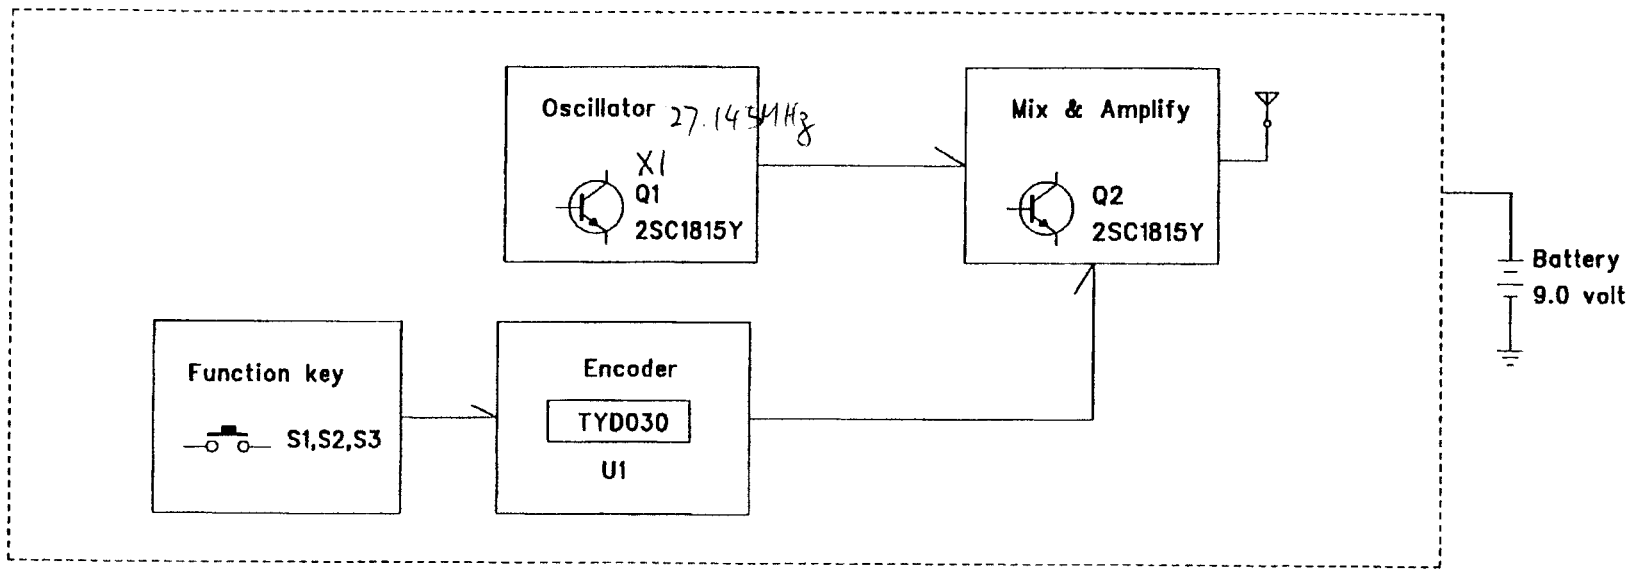 Oscillator 27.145MHz
X1
Q1
2SC1815Y
Mix & Amplify
Q2
2SC1815Y
Battery
9.0 volt
Function key
S1,S2,S3
Encoder
TYD030
U1